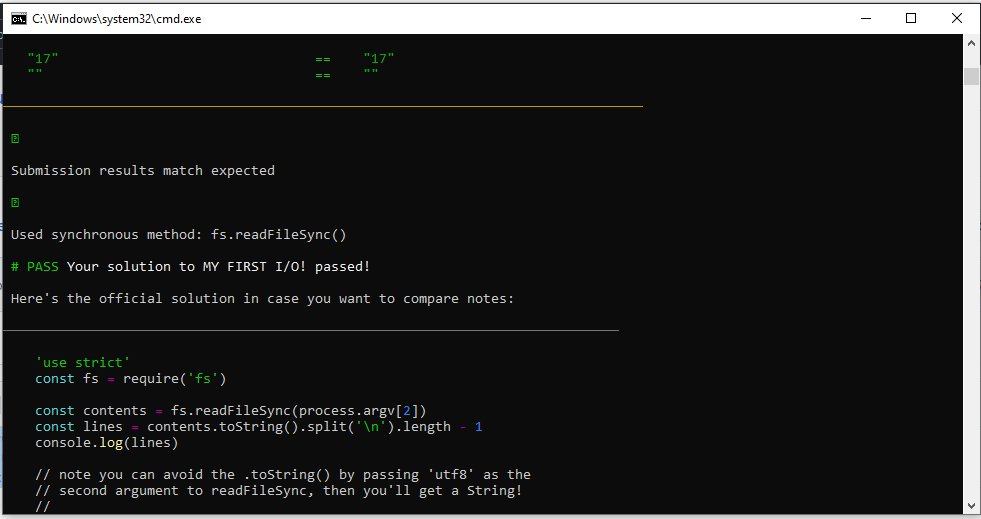 C:\Windows\system32\cmd.exe
"17" == "17"
"" == ""
Submission results match expected
Used synchronous method: fs.readFileSync()
# PASS Your solution to MY FIRST I/O! passed!
Here's the official solution in case you want to compare notes:
'use strict'
const fs = require('fs')
const contents = fs.readFileSync(process.argv[2])
const lines = contents.toString().split('\n').length - 1
console.log(lines)
// note you can avoid the .toString() by passing 'utf8' as the
// second argument to readFileSync, then you'll get a String!
//